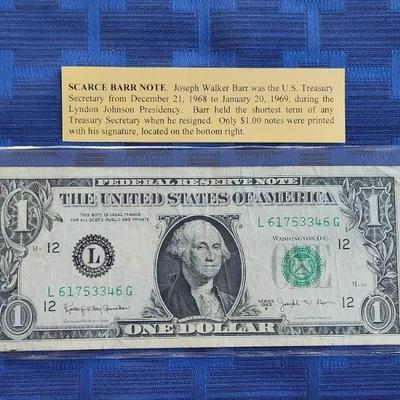 SCARCE BARR NOTE. Joseph Walker Barr was the U.S. Treasury
Secretary from December 21, 1968 to January 20, 1969, during the
Lyndon Johnson Presidency. Barr held the shortest term of any
Treasury Secretary when he resigned. Only $1.00 notes were printed
with his signature, located on the bottom right.
FEDERAL RESERVE NOTE
THE UNITED STATES OF AMERICA
1
1
THIS NOTE IS LEGAL TENDER
FOR ALL DEBTS, PUBLIC AND PRIVATE
L 61753346 G
WASHINGTON, D.C.
12
L
12
L 61753346 G
12
12
SERIES
1963
B
Joseph W. Barr
1
ONE DOLLAR
1